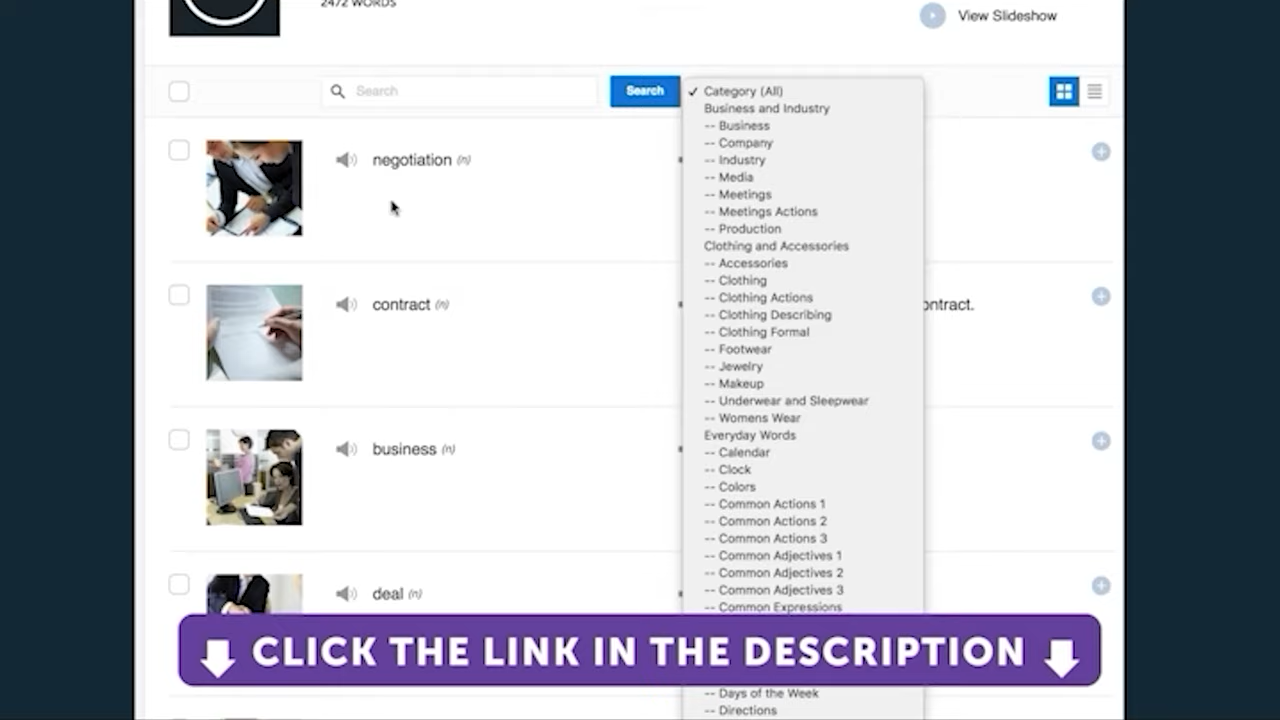 2472 WORDS
View Slideshow
Search
Search
✓ Category (All)
Business and Industry
-- Business
-- Company
-- Industry
-- Media
-- Meetings
-- Meetings Actions
-- Production
Clothing and Accessories
-- Accessories
-- Clothing
-- Clothing Actions
-- Clothing Describing
-- Clothing Formal
-- Footwear
-- Jewelry
-- Makeup
-- Underwear and Sleepwear
-- Womens Wear
Everyday Words
-- Calendar
-- Clock
-- Colors
-- Common Actions 1
-- Common Actions 2
-- Common Actions 3
-- Common Adjectives 1
-- Common Adjectives 2
-- Common Adjectives 3
-- Common Expressions
-- Days of the Week
-- Directions
negotiation (n)
contract (n)
ontract.
business (n)
deal (n)
CLICK THE LINK IN THE DESCRIPTION